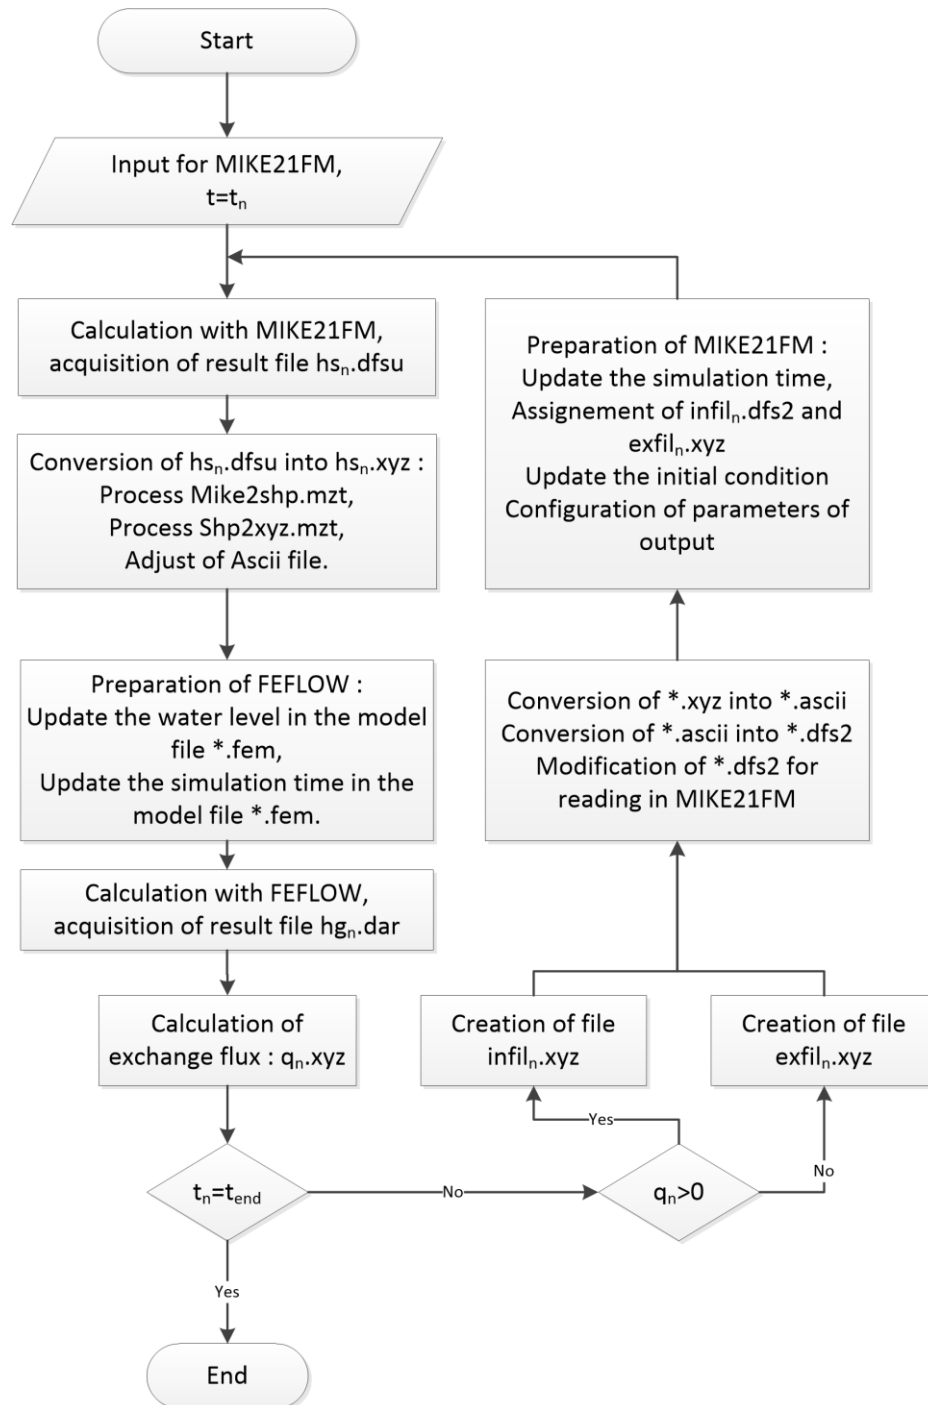 Start
Input for MIKE21FM,
t=tₙ
Calculation with MIKE21FM,
acquisition of result file hsₙ.dfsu
Conversion of hsₙ.dfsu into hsₙ.xyz :
Process Mike2shp.mzt,
Process Shp2xyz.mzt,
Adjust of Ascii file.
Preparation of FEFLOW :
Update the water level in the model
file *.fem,
Update the simulation time in the
model file *.fem.
Calculation with FEFLOW,
acquisition of result file hgₙ.dar
Calculation of
exchange flux : qₙ.xyz
tₙ=t_end
Yes
End
No
qₙ>0
Yes
No
Creation of file
infilₙ.xyz
Creation of file
exfilₙ.xyz
Conversion of *.xyz into *.ascii
Conversion of *.ascii into *.dfs2
Modification of *.dfs2 for
reading in MIKE21FM
Preparation of MIKE21FM :
Update the simulation time,
Assignement of infilₙ.dfs2 and
exfilₙ.xyz
Update the initial condition
Configuration of parameters of
output